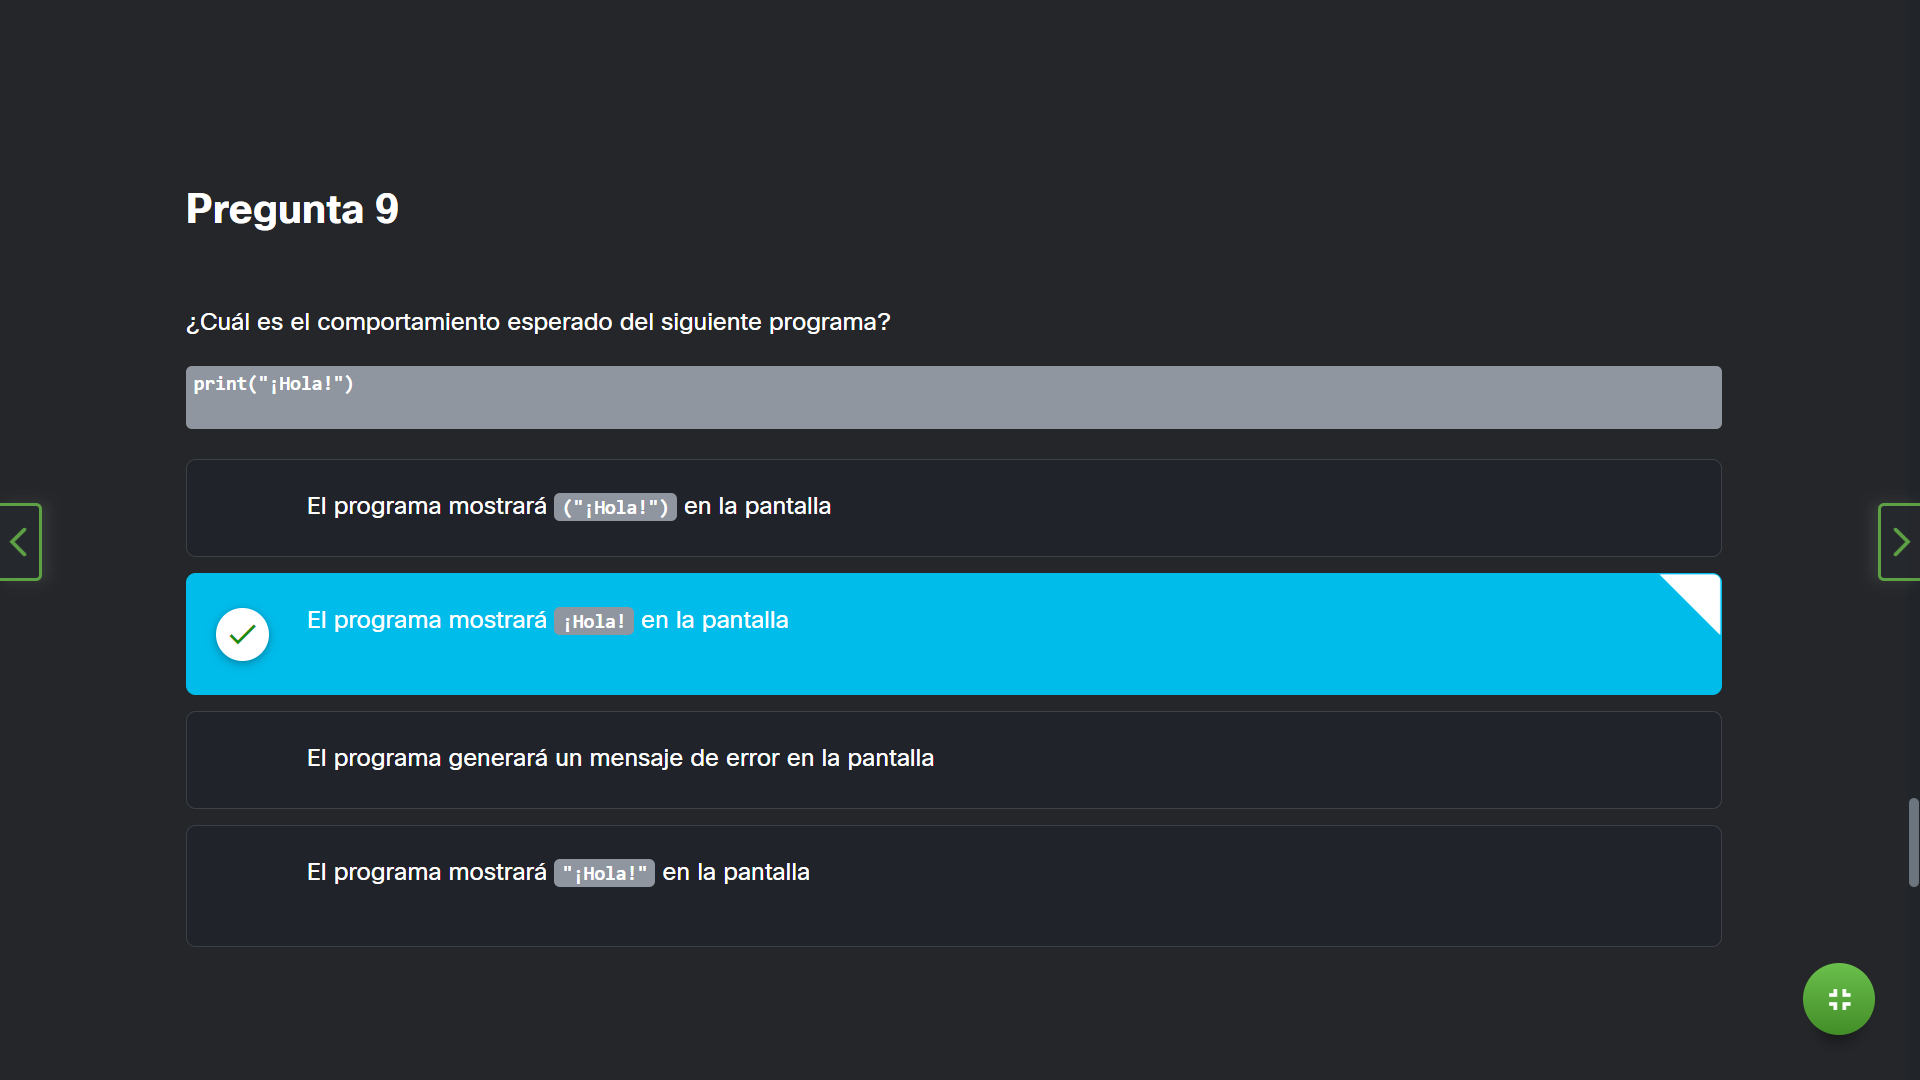 Pregunta 9
¿Cuál es el comportamiento esperado del siguiente programa?
print("¡Hola!")
El programa mostrará ("¡Hola!") en la pantalla
El programa mostrará ¡Hola! en la pantalla
El programa generará un mensaje de error en la pantalla
El programa mostrará "¡Hola!" en la pantalla